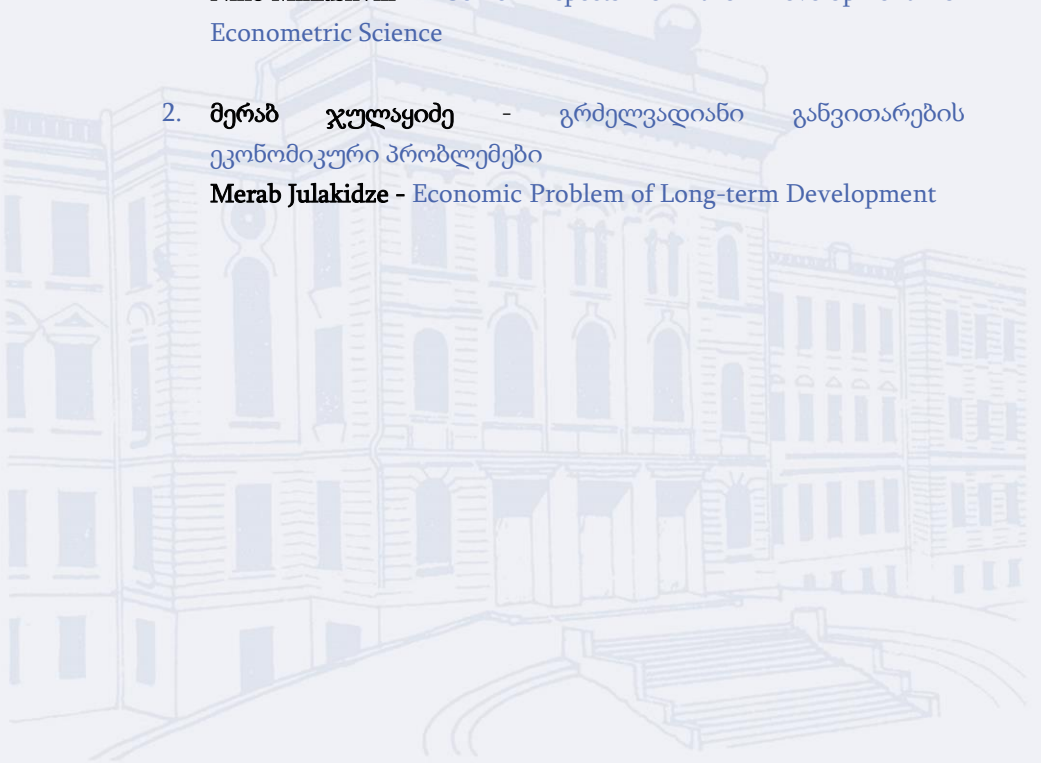 Econometric Science
2. მერაბ ჯულაყიძე - გრძელვადიანი განვითარების
ეკონომიკური პრობლემები
Merab Julakidze - Economic Problem of Long-term Development